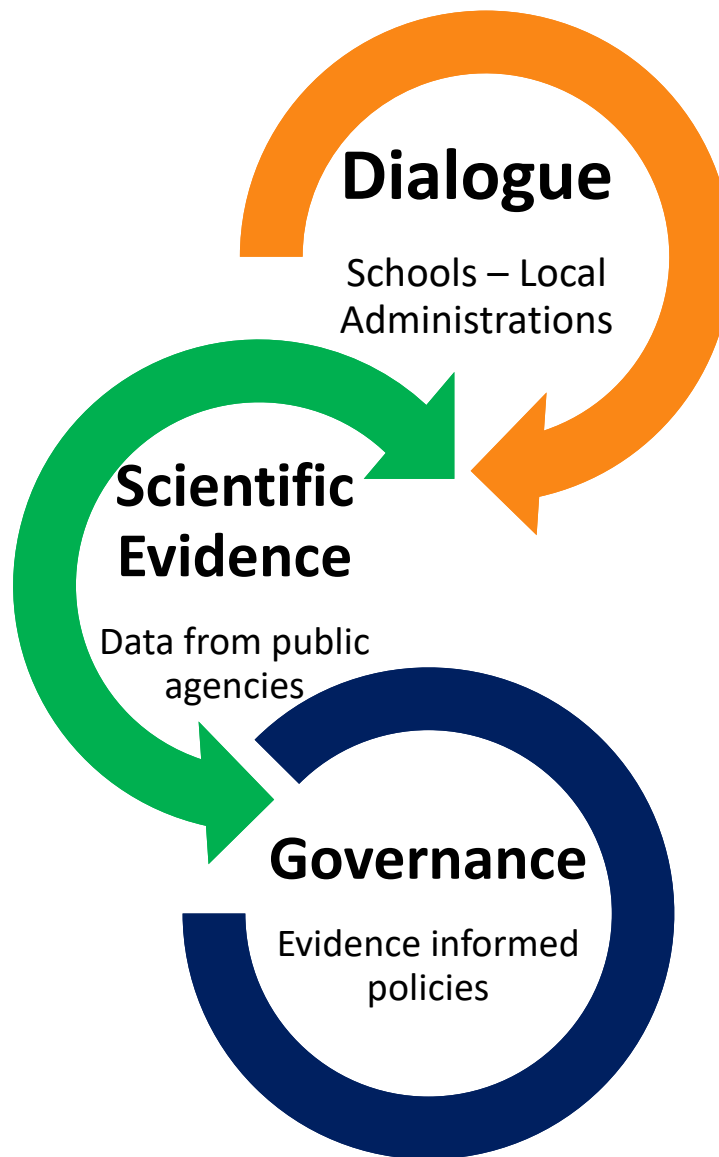 Dialogue
Schools – Local
Administrations
Scientific
Evidence
Data from public
agencies
Governance
Evidence informed
policies